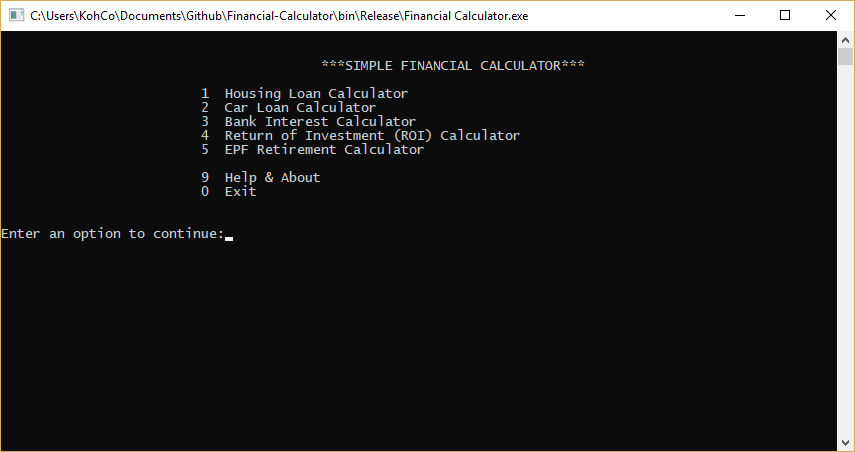 C:\Users\KohCo\Documents\Github\Financial-Calculator\bin\Release\Financial Calculator.exe
***SIMPLE FINANCIAL CALCULATOR***
1 Housing Loan Calculator
2 Car Loan Calculator
3 Bank Interest Calculator
4 Return of Investment (ROI) Calculator
5 EPF Retirement Calculator
9 Help & About
0 Exit
Enter an option to continue: